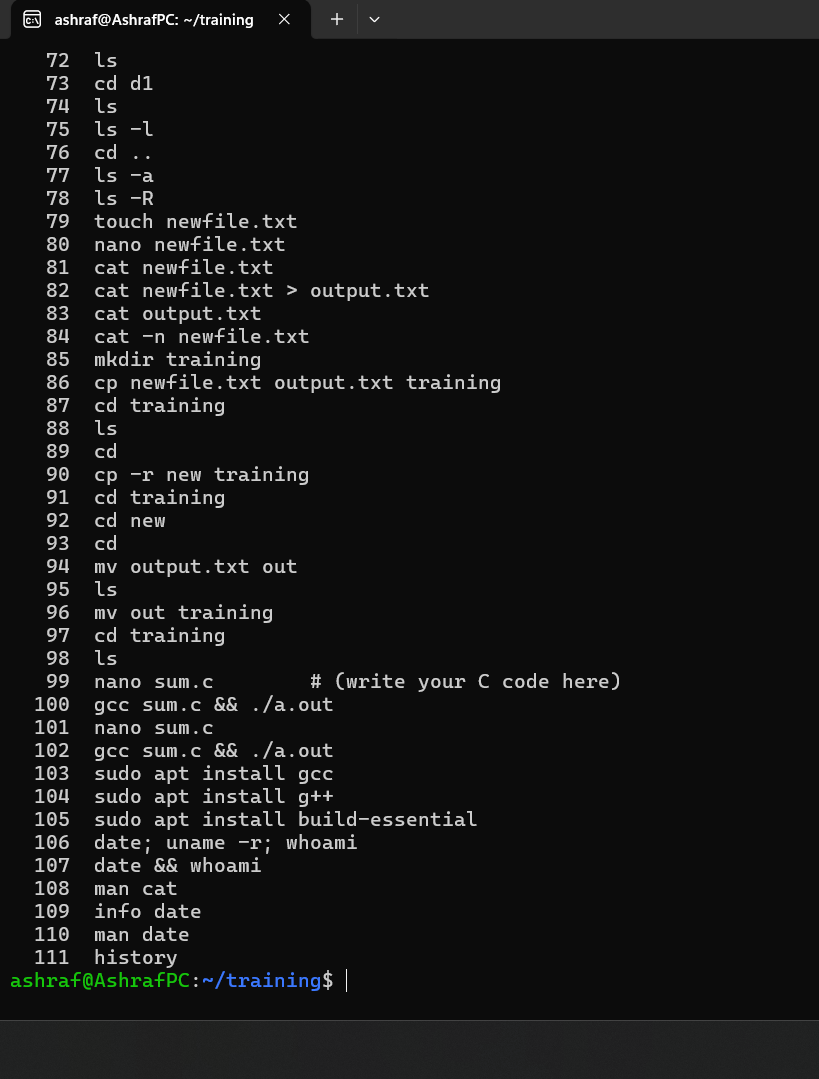 ashraf@AshrafPC: ~/training
72  ls
73  cd d1
74  ls
75  ls -l
76  cd ..
77  ls -a
78  ls -R
79  touch newfile.txt
80  nano newfile.txt
81  cat newfile.txt
82  cat newfile.txt > output.txt
83  cat output.txt
84  cat -n newfile.txt
85  mkdir training
86  cp newfile.txt output.txt training
87  cd training
88  ls
89  cd
90  cp -r new training
91  cd training
92  cd new
93  cd
94  mv output.txt out
95  ls
96  mv out training
97  cd training
98  ls
99  nano sum.c        # (write your C code here)
100  gcc sum.c && ./a.out
101  nano sum.c
102  gcc sum.c && ./a.out
103  sudo apt install gcc
104  sudo apt install g++
105  sudo apt install build-essential
106  date; uname -r; whoami
107  date && whoami
108  man cat
109  info date
110  man date
111  history
ashraf@AshrafPC:~/training$